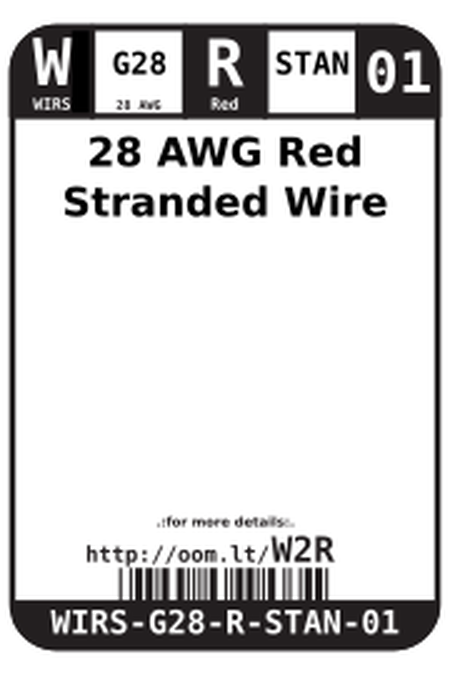 W G28 R STAN 01
WIRS 28 AWG Red
28 AWG Red
Stranded Wire
.:for more details:.
http://oom.lt/W2R
WIRS-G28-R-STAN-01